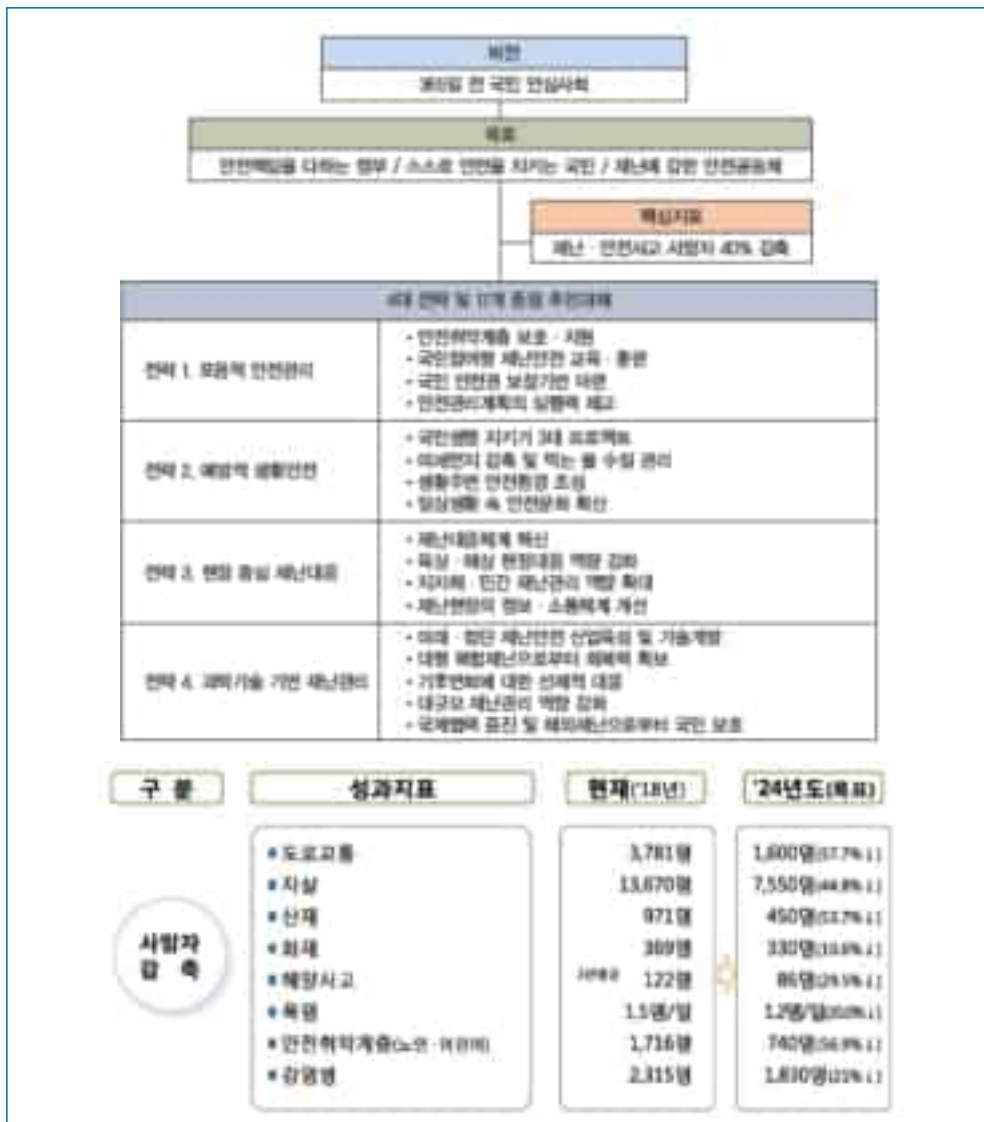 비전
365일 전 국민 안심사회
목표
안전책임을 다하는 정부 / 스스로 안전을 지키는 국민 / 재난에 강한 안전공동체
핵심지표
재난 · 안전사고 사망자 40% 감축
4대 전략 및 17개 중점 추진과제
전략 1. 포용적 안전관리
• 안전취약계층 보호 · 지원
• 국민참여형 재난안전 교육 · 훈련
• 국민 안전권 보장기반 마련
• 안전관리계획의 실행력 제고
전략 2. 예방적 생활안전
• 국민생명 지키기 3대 프로젝트
• 미세먼지 감축 및 먹는 물 수질 관리
• 생활주변 안전환경 조성
• 일상생활 속 안전문화 확산
전략 3. 현장 중심 재난대응
• 재난대응체계 혁신
• 육상 · 해상 현장대응 역량 강화
• 지자체 · 민간 재난관리 역량 확대
• 재난현장의 정보 · 소통체계 개선
전략 4. 과학기술 기반 재난관리
• 미래 · 첨단 재난안전 산업육성 및 기술개발
• 대형 복합재난으로부터 회복력 확보
• 기후변화에 대한 선제적 대응
• 대규모 재난관리 역량 강화
• 국제협력 증진 및 해외재난으로부터 국민 보호
구 분 성과지표 현재('18년) '24년도(목표)
사망자
감 축
• 도로교통 3,781명 1,600명(57.7%↓)
• 자살 13,670명 7,550명(44.8%↓)
• 산재 971명 450명(53.7%↓)
• 화재 369명 330명(10.6%↓)
• 해양사고 122명 86명(29.5%↓)
• 폭염 1.5명/일 1.2명/일(20.0%↓)
• 안전취약계층(노인 · 어린이) 1,716명 740명(56.9%↓)
• 감염병 2,315명 1,830명(21%↓)